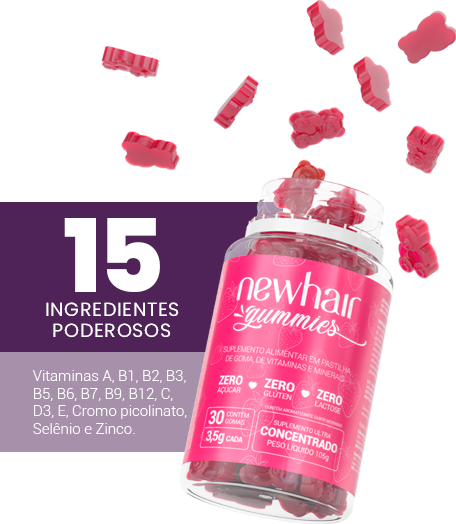 15
INGREDIENTES
PODEROSOS
Vitaminas A, B1, B2, B3,
B5, B6, B7, B9, B12, C,
D3, E, Cromo picolinato,
Selênio e Zinco.
newhair
gummies
SUPLEMENTO ALIMENTAR EM PASTILHA
DE GOMA, DE VITAMINAS E MINERAIS
ZERO AÇÚCAR
ZERO GLÚTEN
ZERO LACTOSE
30 CONTÉM GOMAS
3,5g CADA
SUPLEMENTO ULTRA
CONCENTRADO
PESO LÍQUIDO 105g